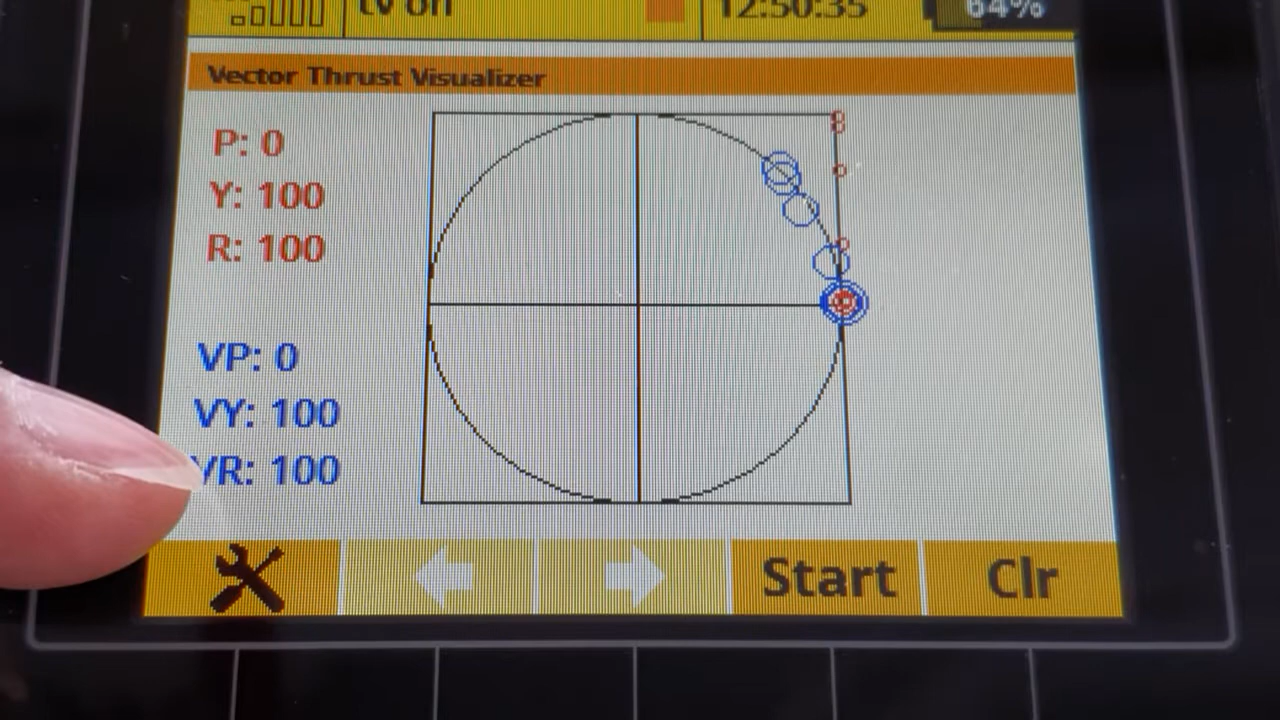 tv on
12:50:35
64%
Vector Thrust Visualizer
P: 0
Y: 100
R: 100
VP: 0
VY: 100
VR: 100
Start
Clr